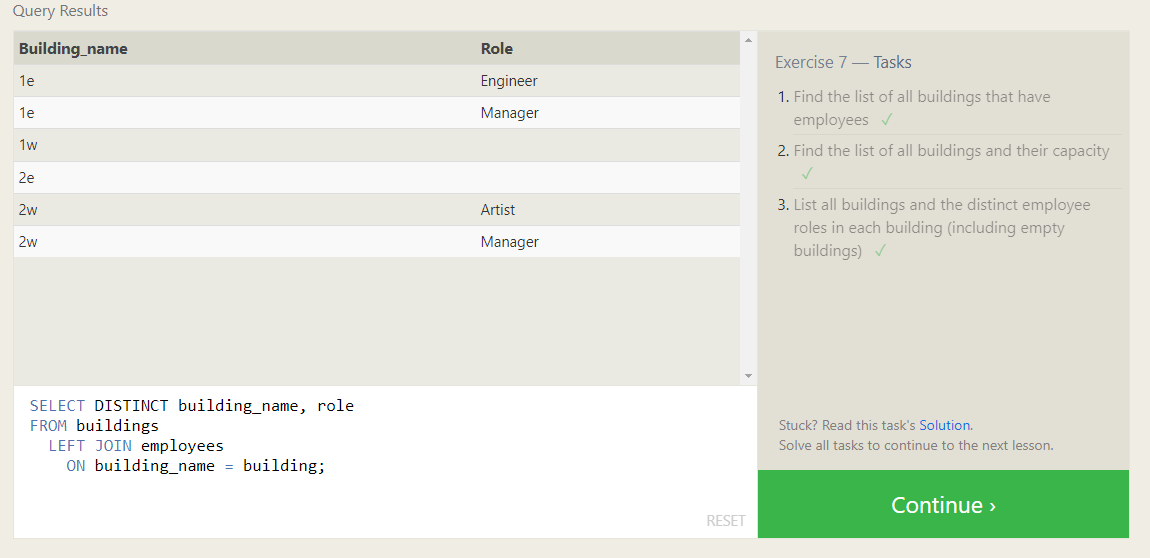 Query Results
Building_name Role
1e Engineer
1e Manager
1w
2e
2w Artist
2w Manager
SELECT DISTINCT building_name, role
FROM buildings
LEFT JOIN employees
ON building_name = building;
RESET
Exercise 7 — Tasks
1. Find the list of all buildings that have
employees ✓
2. Find the list of all buildings and their capacity
✓
3. List all buildings and the distinct employee
roles in each building (including empty
buildings) ✓
Stuck? Read this task's Solution.
Solve all tasks to continue to the next lesson.
Continue ›